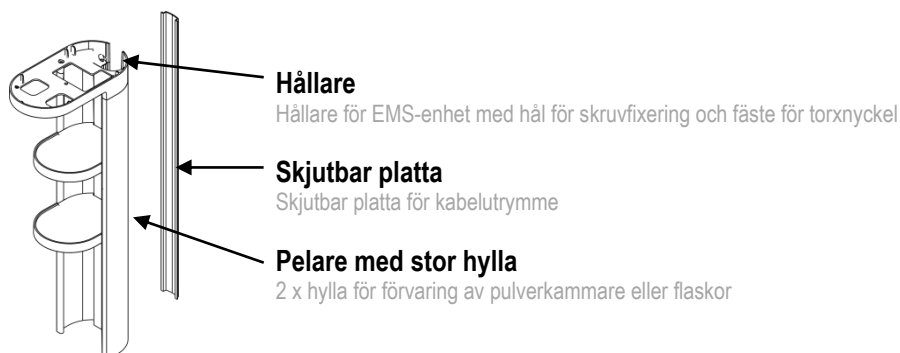 Hållare
Hållare för EMS-enhet med hål för skruvfixering och fäste för torxnyckel
Skjutbar platta
Skjutbar platta för kabelutrymme
Pelare med stor hylla
2 x hylla för förvaring av pulverkammare eller flaskor